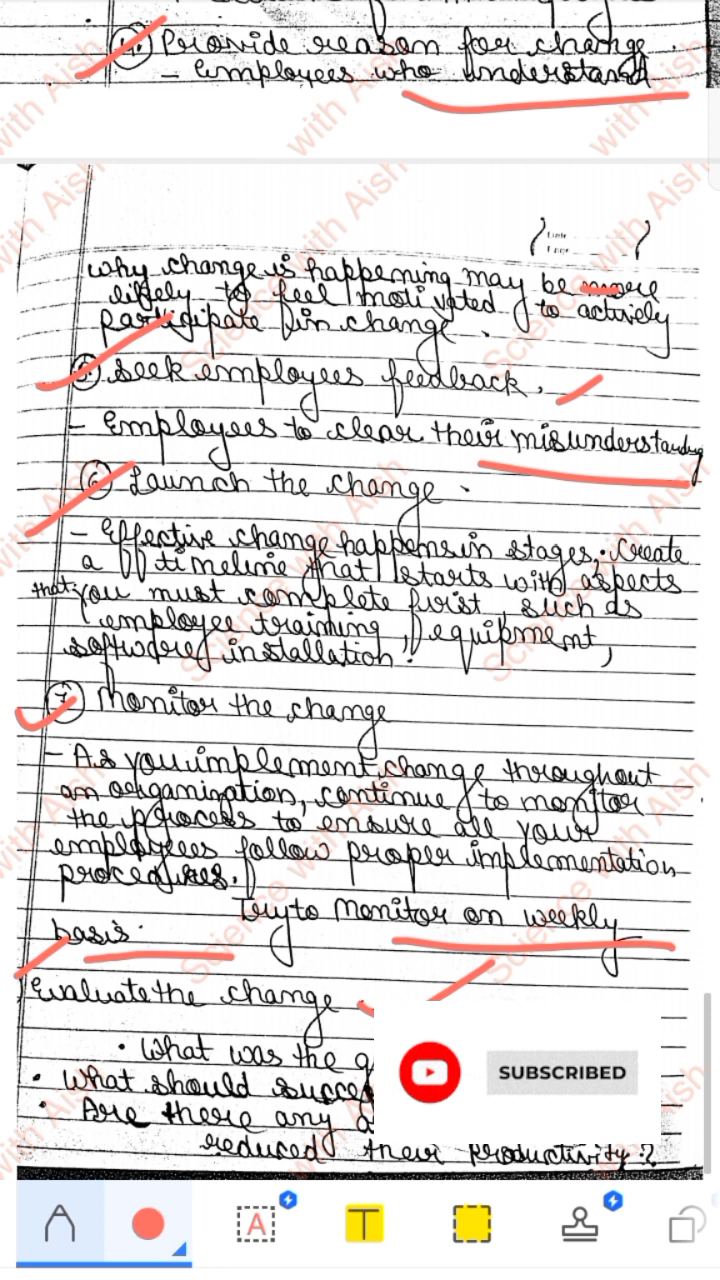 ④ Provide reason for change.
- Employees who understand
why change is happening may be more
likely to feel motivated to actively
participate in change.
⑤ Seek employees feedback.
- Employees to clear their misunderstanding
⑥ Launch the change.
- Effective change happens in stages. Create
a timeline that starts with aspects
that you must complete first, such as
employee training, equipment,
software installation.
⑦ Monitor the change
- As you implement change throughout
an organization, continue to monitor
the process to ensure all your
employees follow proper implementation
procedures.
Try to monitor on weekly
basis.
Evaluate the change
• What was the
• What should
• Are there any
reduced their productivity?
SUBSCRIBED
Science with Aish
A
T